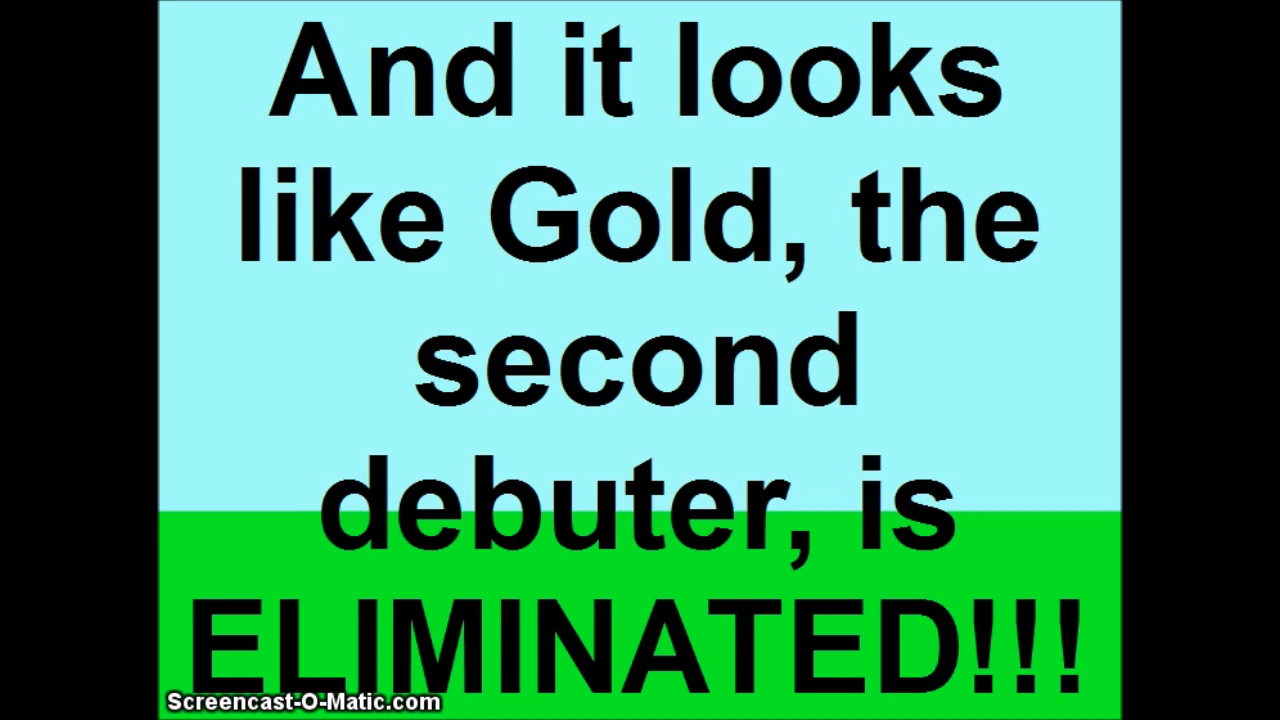 And it looks
like Gold, the
second
debuter, is
ELIMINATED!!!
Screencast-O-Matic.com